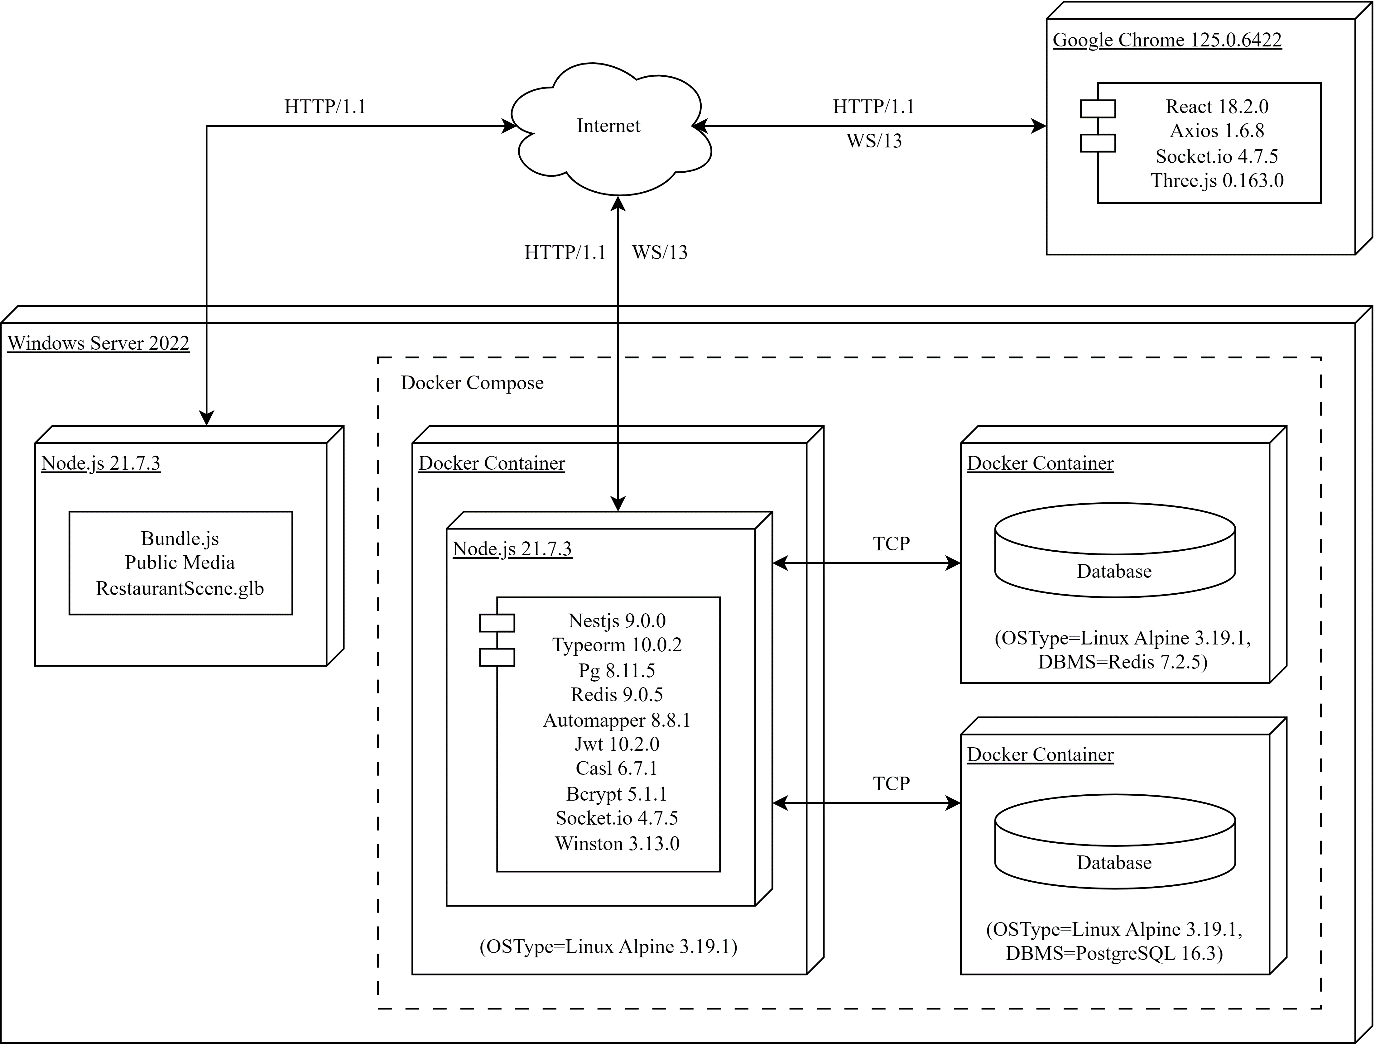 Google Chrome 125.0.6422
HTTP/1.1
Internet
HTTP/1.1
WS/13
React 18.2.0
Axios 1.6.8
Socket.io 4.7.5
Three.js 0.163.0
HTTP/1.1
WS/13
Windows Server 2022
Docker Compose
Node.js 21.7.3
Bundle.js
Public Media
RestaurantScene.glb
Docker Container
Node.js 21.7.3
Nestjs 9.0.0
Typeorm 10.0.2
Pg 8.11.5
Redis 9.0.5
Automapper 8.8.1
Jwt 10.2.0
Casl 6.7.1
Bcrypt 5.1.1
Socket.io 4.7.5
Winston 3.13.0
(OSType=Linux Alpine 3.19.1)
TCP
TCP
Docker Container
Database
(OSType=Linux Alpine 3.19.1,
DBMS=Redis 7.2.5)
Docker Container
Database
(OSType=Linux Alpine 3.19.1,
DBMS=PostgreSQL 16.3)